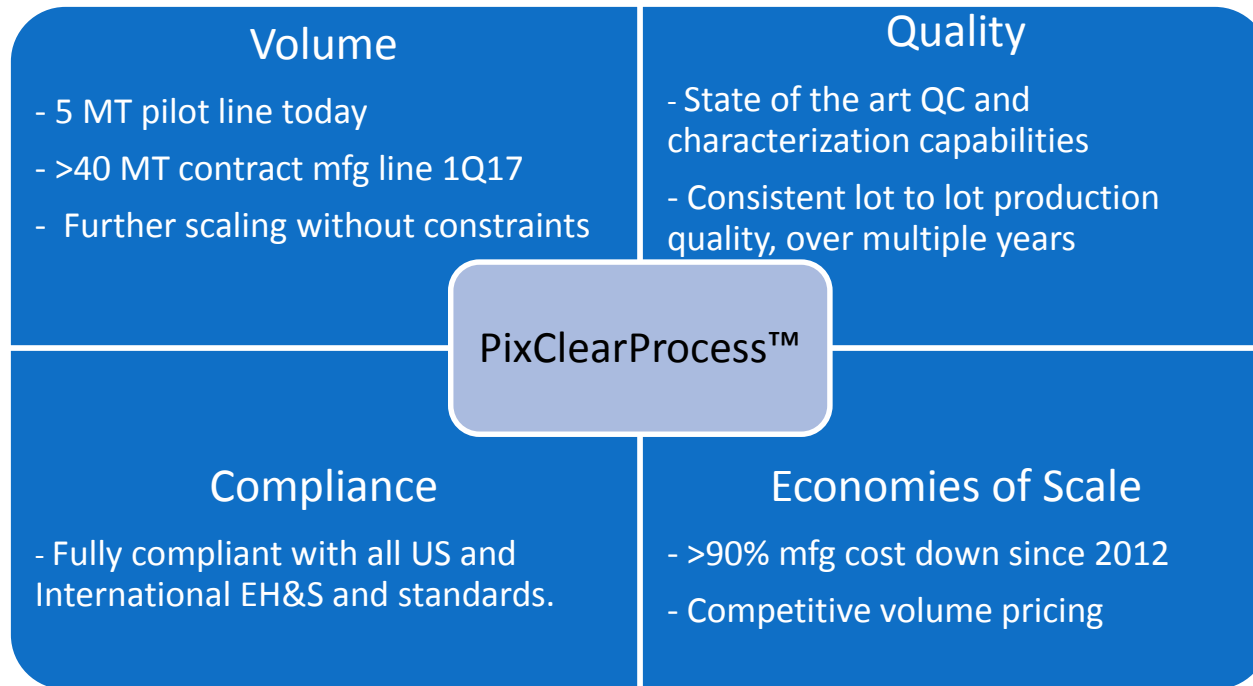 Volume
- 5 MT pilot line today
- >40 MT contract mfg line 1Q17
- Further scaling without constraints
Quality
- State of the art QC and
characterization capabilities
- Consistent lot to lot production
quality, over multiple years
PixClearProcess™
Compliance
- Fully compliant with all US and
International EH&S and standards.
Economies of Scale
- >90% mfg cost down since 2012
- Competitive volume pricing